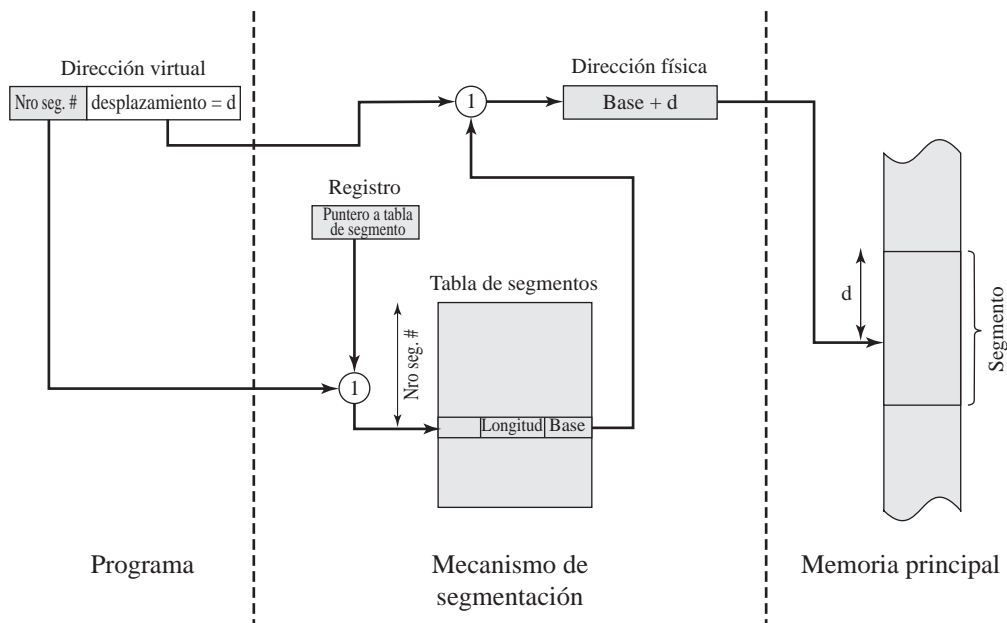 Dirección virtual
Nro seg. #
desplazamiento = d
1
Dirección física
Base + d
Registro
Puntero a tabla
de segmento
Tabla de segmentos
Nro seg. #
1
Longitud
Base
d
Segmento
Programa
Mecanismo de
segmentación
Memoria principal